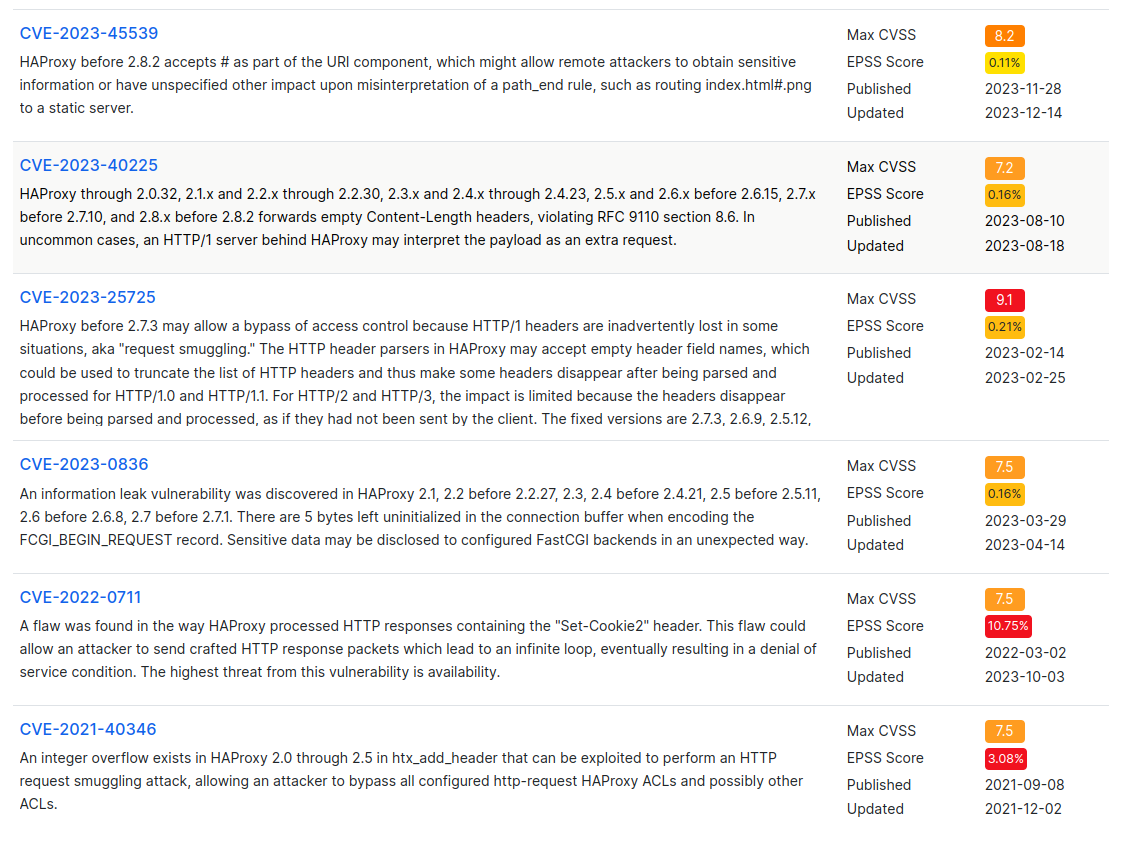 CVE-2023-45539
HAProxy before 2.8.2 accepts # as part of the URI component, which might allow remote attackers to obtain sensitive
information or have unspecified other impact upon misinterpretation of a path_end rule, such as routing index.html#.png
to a static server.
Max CVSS 8.2
EPSS Score 0.11%
Published 2023-11-28
Updated 2023-12-14
CVE-2023-40225
HAProxy through 2.0.32, 2.1.x and 2.2.x through 2.2.30, 2.3.x and 2.4.x through 2.4.23, 2.5.x and 2.6.x before 2.6.15, 2.7.x
before 2.7.10, and 2.8.x before 2.8.2 forwards empty Content-Length headers, violating RFC 9110 section 8.6. In
uncommon cases, an HTTP/1 server behind HAProxy may interpret the payload as an extra request.
Max CVSS 7.2
EPSS Score 0.16%
Published 2023-08-10
Updated 2023-08-18
CVE-2023-25725
HAProxy before 2.7.3 may allow a bypass of access control because HTTP/1 headers are inadvertently lost in some
situations, aka "request smuggling." The HTTP header parsers in HAProxy may accept empty header field names, which
could be used to truncate the list of HTTP headers and thus make some headers disappear after being parsed and
processed for HTTP/1.0 and HTTP/1.1. For HTTP/2 and HTTP/3, the impact is limited because the headers disappear
before being parsed and processed, as if they had not been sent by the client. The fixed versions are 2.7.3, 2.6.9, 2.5.12,
Max CVSS 9.1
EPSS Score 0.21%
Published 2023-02-14
Updated 2023-02-25
CVE-2023-0836
An information leak vulnerability was discovered in HAProxy 2.1, 2.2 before 2.2.27, 2.3, 2.4 before 2.4.21, 2.5 before 2.5.11,
2.6 before 2.6.8, 2.7 before 2.7.1. There are 5 bytes left uninitialized in the connection buffer when encoding the
FCGI_BEGIN_REQUEST record. Sensitive data may be disclosed to configured FastCGI backends in an unexpected way.
Max CVSS 7.5
EPSS Score 0.16%
Published 2023-03-29
Updated 2023-04-14
CVE-2022-0711
A flaw was found in the way HAProxy processed HTTP responses containing the "Set-Cookie2" header. This flaw could
allow an attacker to send crafted HTTP response packets which lead to an infinite loop, eventually resulting in a denial of
service condition. The highest threat from this vulnerability is availability.
Max CVSS 7.5
EPSS Score 10.75%
Published 2022-03-02
Updated 2023-10-03
CVE-2021-40346
An integer overflow exists in HAProxy 2.0 through 2.5 in htx_add_header that can be exploited to perform an HTTP
request smuggling attack, allowing an attacker to bypass all configured http-request HAProxy ACLs and possibly other
ACLs.
Max CVSS 7.5
EPSS Score 3.08%
Published 2021-09-08
Updated 2021-12-02